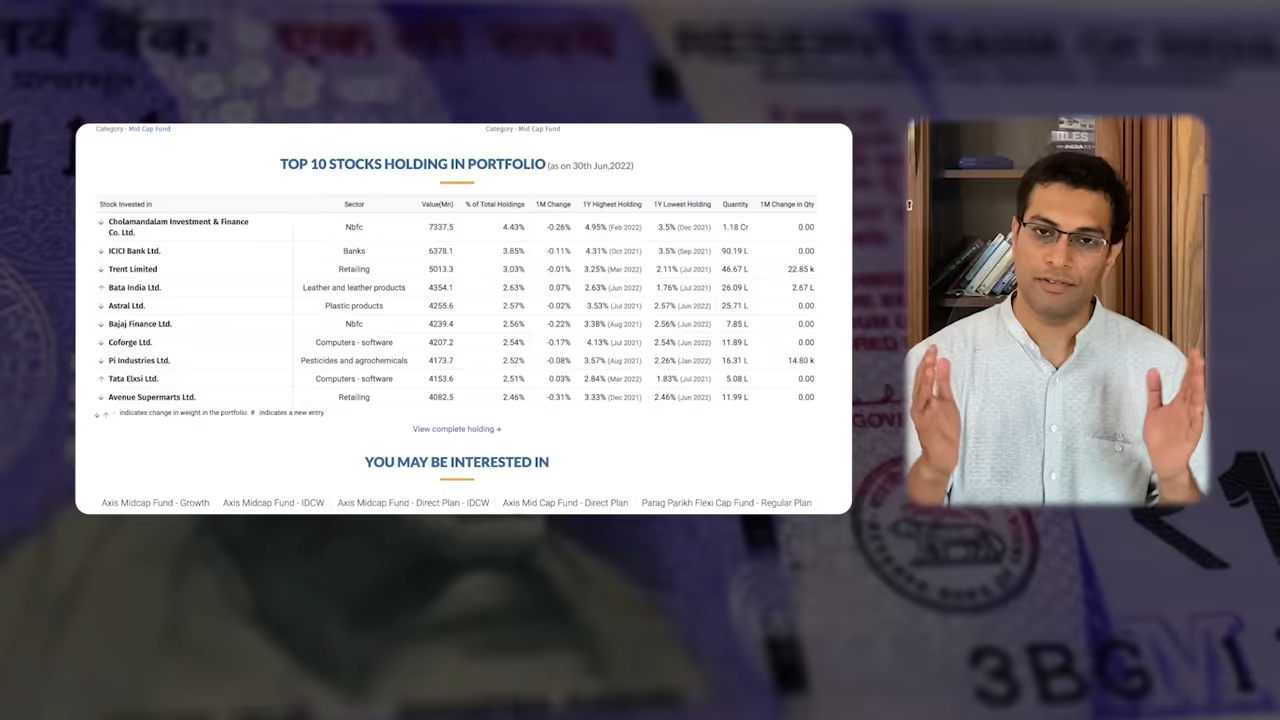 एक सौ रुपये
RESERVE BANK OF INDIA
Category - Mid Cap Fund
Category - Mid Cap Fund
TOP 10 STOCKS HOLDING IN PORTFOLIO (as on 30th Jun,2022)
Stock Invested in Sector Value(Mn) % of Total Holdings 1M Change 1Y Highest Holding 1Y Lowest Holding Quantity 1M Change in Qty
↓ Cholamandalam Investment & Finance Co. Ltd. Nbfc 7337.5 4.43% -0.26% 4.95% (Feb 2022) 3.5% (Dec 2021) 1.18 Cr 0.00
↓ ICICI Bank Ltd. Banks 6378.1 3.85% -0.11% 4.31% (Oct 2021) 3.5% (Sep 2021) 90.19 L 0.00
↓ Trent Limited Retailing 5013.3 3.03% -0.01% 3.25% (Mar 2022) 2.11% (Jul 2021) 46.67 L 22.85 k
↑ Bata India Ltd. Leather and leather products 4354.1 2.63% 0.07% 2.63% (Jun 2022) 1.76% (Jul 2021) 26.09 L 2.67 L
↓ Astral Ltd. Plastic products 4255.6 2.57% -0.02% 3.53% (Jul 2021) 2.57% (Jun 2022) 25.71 L 0.00
↓ Bajaj Finance Ltd. Nbfc 4239.4 2.56% -0.22% 3.38% (Aug 2021) 2.56% (Jun 2022) 7.85 L 0.00
↓ Coforge Ltd. Computers - software 4207.2 2.54% -0.17% 4.13% (Jul 2021) 2.54% (Jun 2022) 11.89 L 0.00
↓ Pi Industries Ltd. Pesticides and agrochemicals 4173.7 2.52% -0.08% 3.57% (Aug 2021) 2.26% (Jan 2022) 16.31 L 14.80 k
↑ Tata Elxsi Ltd. Computers - software 4153.6 2.51% 0.03% 2.84% (Mar 2022) 1.83% (Jul 2021) 5.08 L 0.00
↓ Avenue Supermarts Ltd. Retailing 4082.5 2.46% -0.31% 3.33% (Dec 2021) 2.46% (Jun 2022) 11.99 L 0.00
↓ ↑ - indicates change in weight in the portfolio. # indicates a new entry.
View complete holding →
YOU MAY BE INTERESTED IN
Axis Midcap Fund - Growth Axis Midcap Fund - IDCW Axis Midcap Fund - Direct Plan - IDCW Axis Mid Cap Fund - Direct Plan Parag Parikh Flexi Cap Fund - Regular Plan
TILES
3BG 1